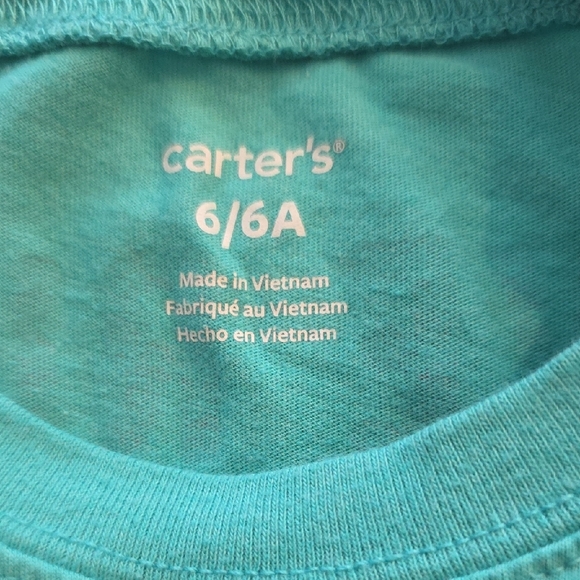 carter's®
6/6A
Made in Vietnam
Fabriqué au Vietnam
Hecho en Vietnam